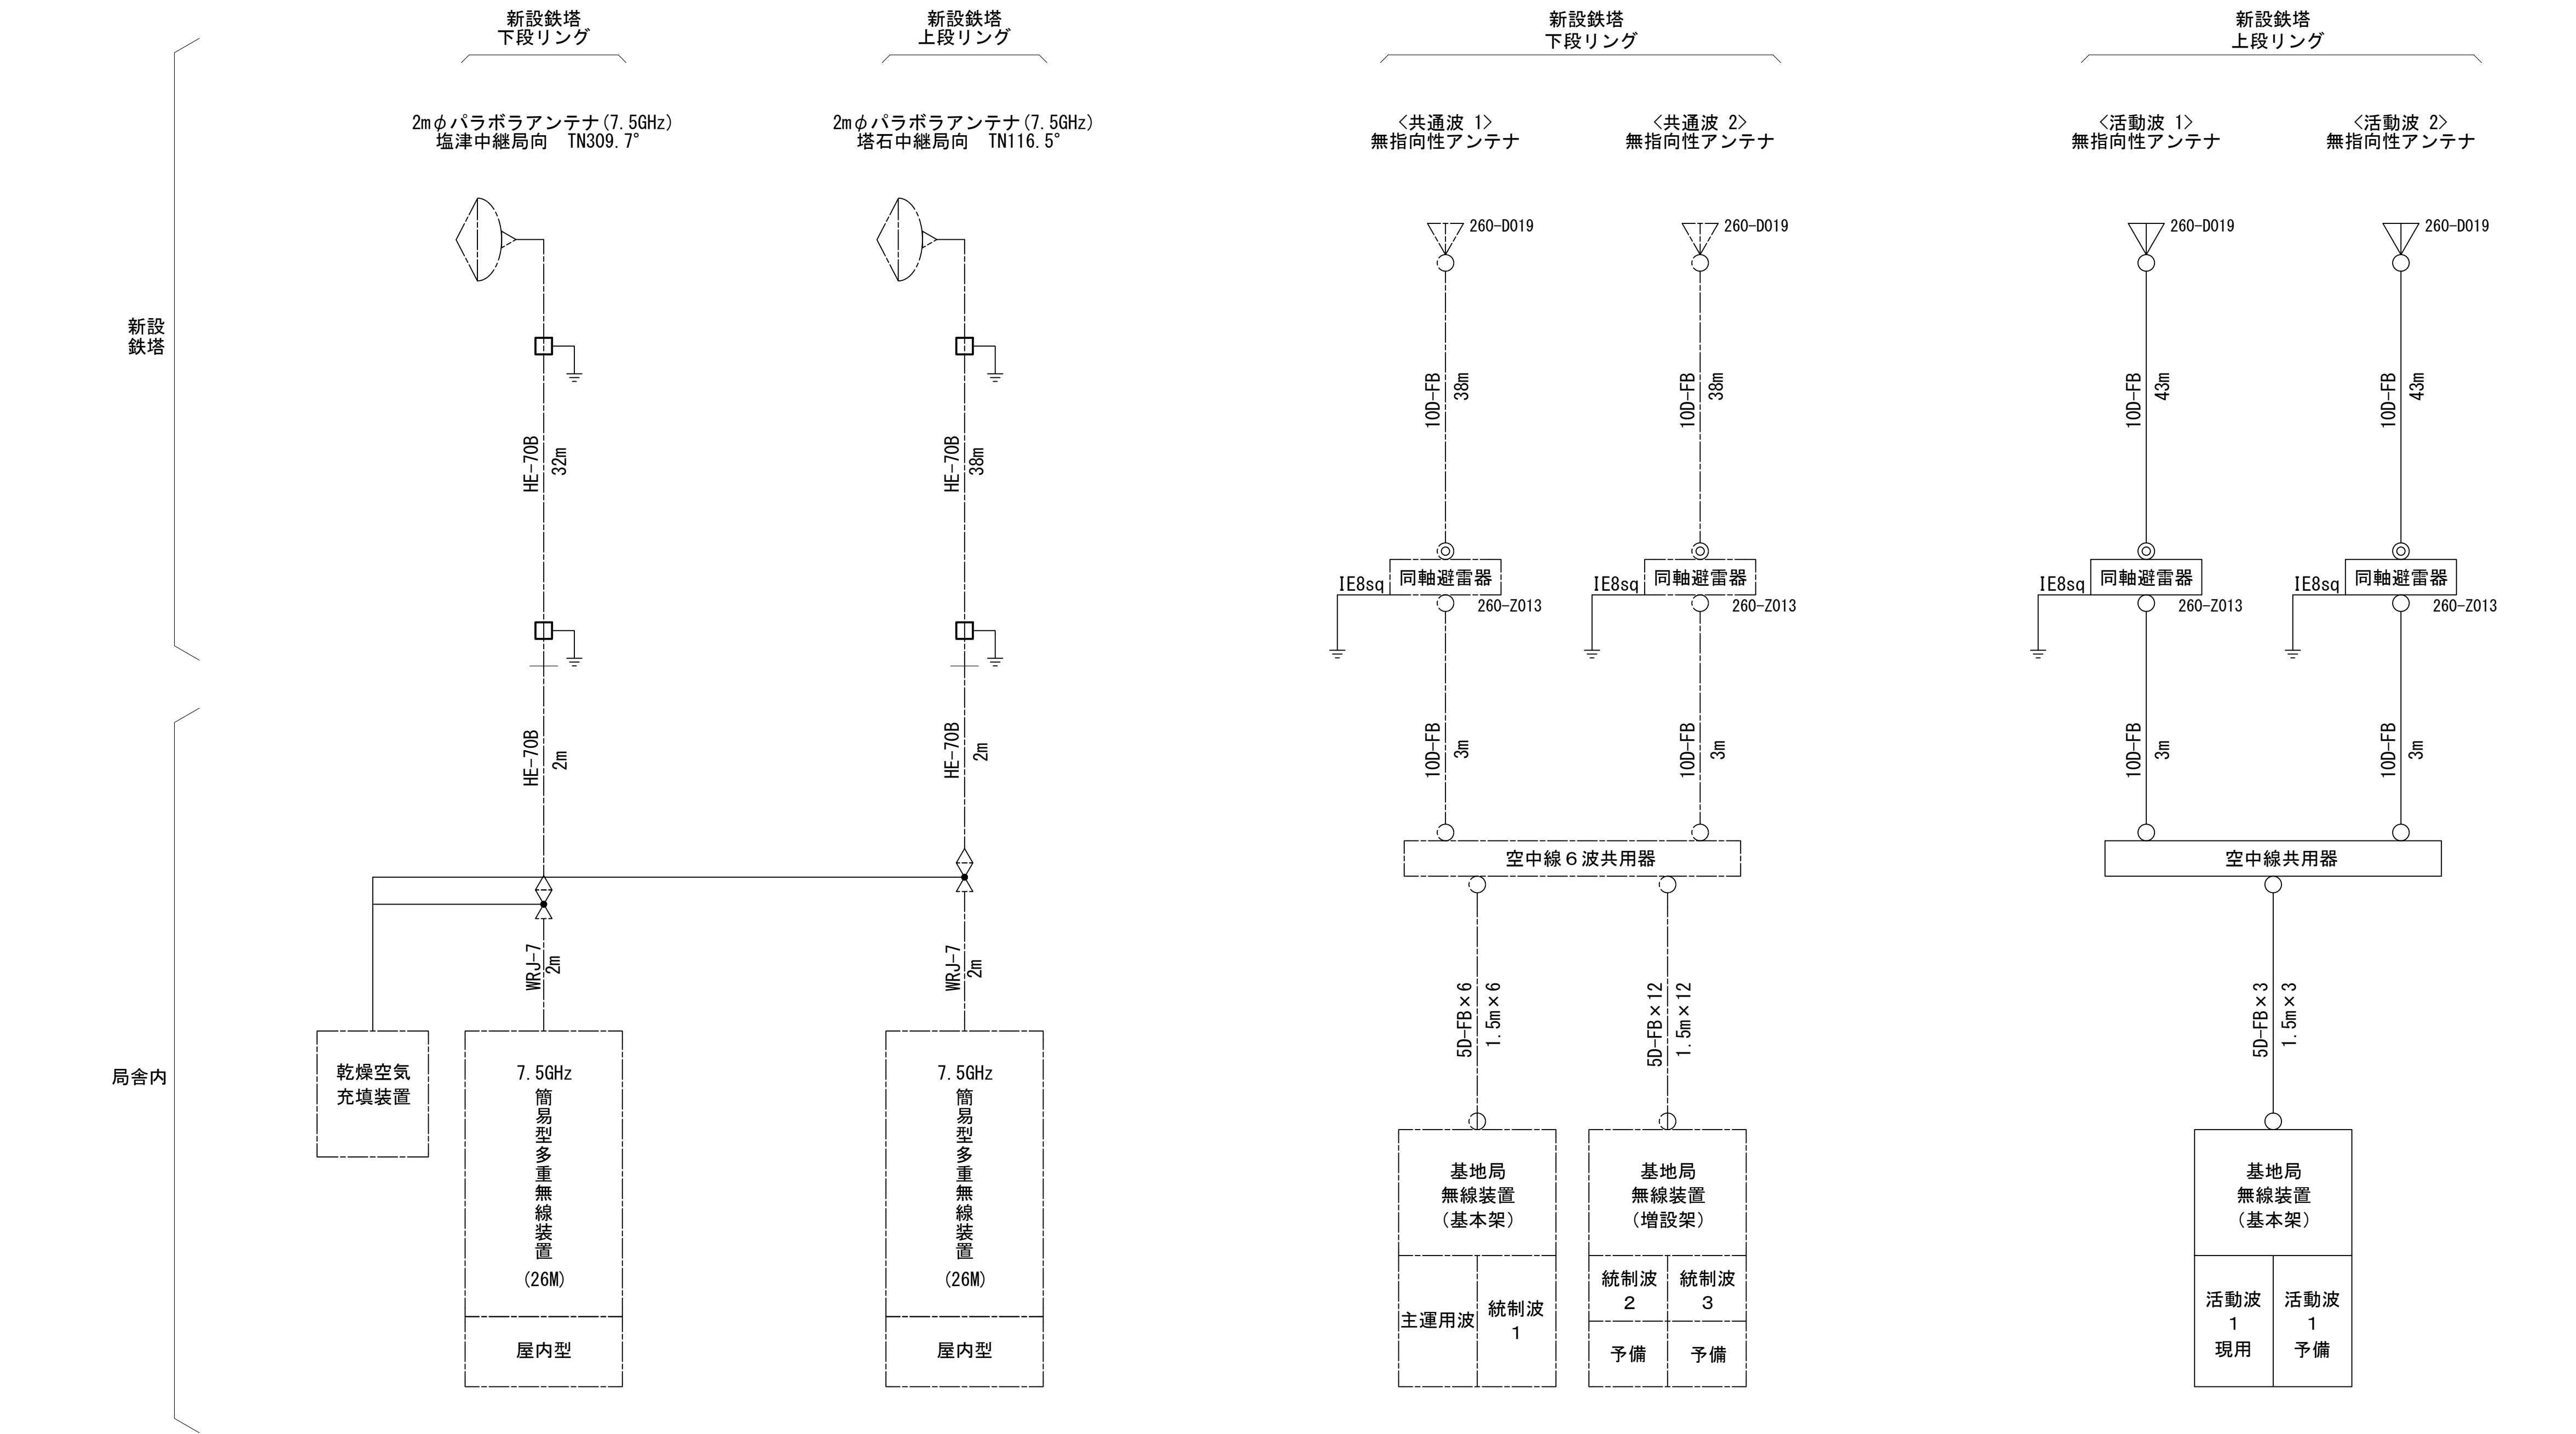 新設鉄塔
下段リング
新設鉄塔
上段リング
新設鉄塔
下段リング
新設鉄塔
上段リング
2mφパラボラアンテナ(7.5GHz)
塩津中継局向　TN309.7°
2mφパラボラアンテナ(7.5GHz)
塔石中継局向　TN116.5°
<共通波 1>
無指向性アンテナ
<共通波 2>
無指向性アンテナ
<活動波 1>
無指向性アンテナ
<活動波 2>
無指向性アンテナ
260-D019
260-D019
260-D019
260-D019
新設
鉄塔
HE-70B
32m
HE-70B
38m
10D-FB
38m
10D-FB
38m
10D-FB
43m
10D-FB
43m
IE8sq
同軸避雷器
260-Z013
IE8sq
同軸避雷器
260-Z013
IE8sq
同軸避雷器
260-Z013
IE8sq
同軸避雷器
260-Z013
HE-70B
2m
HE-70B
2m
10D-FB
3m
10D-FB
3m
10D-FB
3m
10D-FB
3m
空中線６波共用器
空中線共用器
WRJ-7
2m
WRJ-7
2m
5D-FB×6
1.5m×6
5D-FB×12
1.5m×12
5D-FB×3
1.5m×3
局舎内
乾燥空気
充填装置
7.5GHz
簡易型多重無線装置
(26M)
屋内型
7.5GHz
簡易型多重無線装置
(26M)
屋内型
基地局
無線装置
(基本架)
主運用波
統制波
1
基地局
無線装置
(増設架)
統制波
2
統制波
3
予備
予備
基地局
無線装置
(基本架)
活動波
1
現用
活動波
1
予備